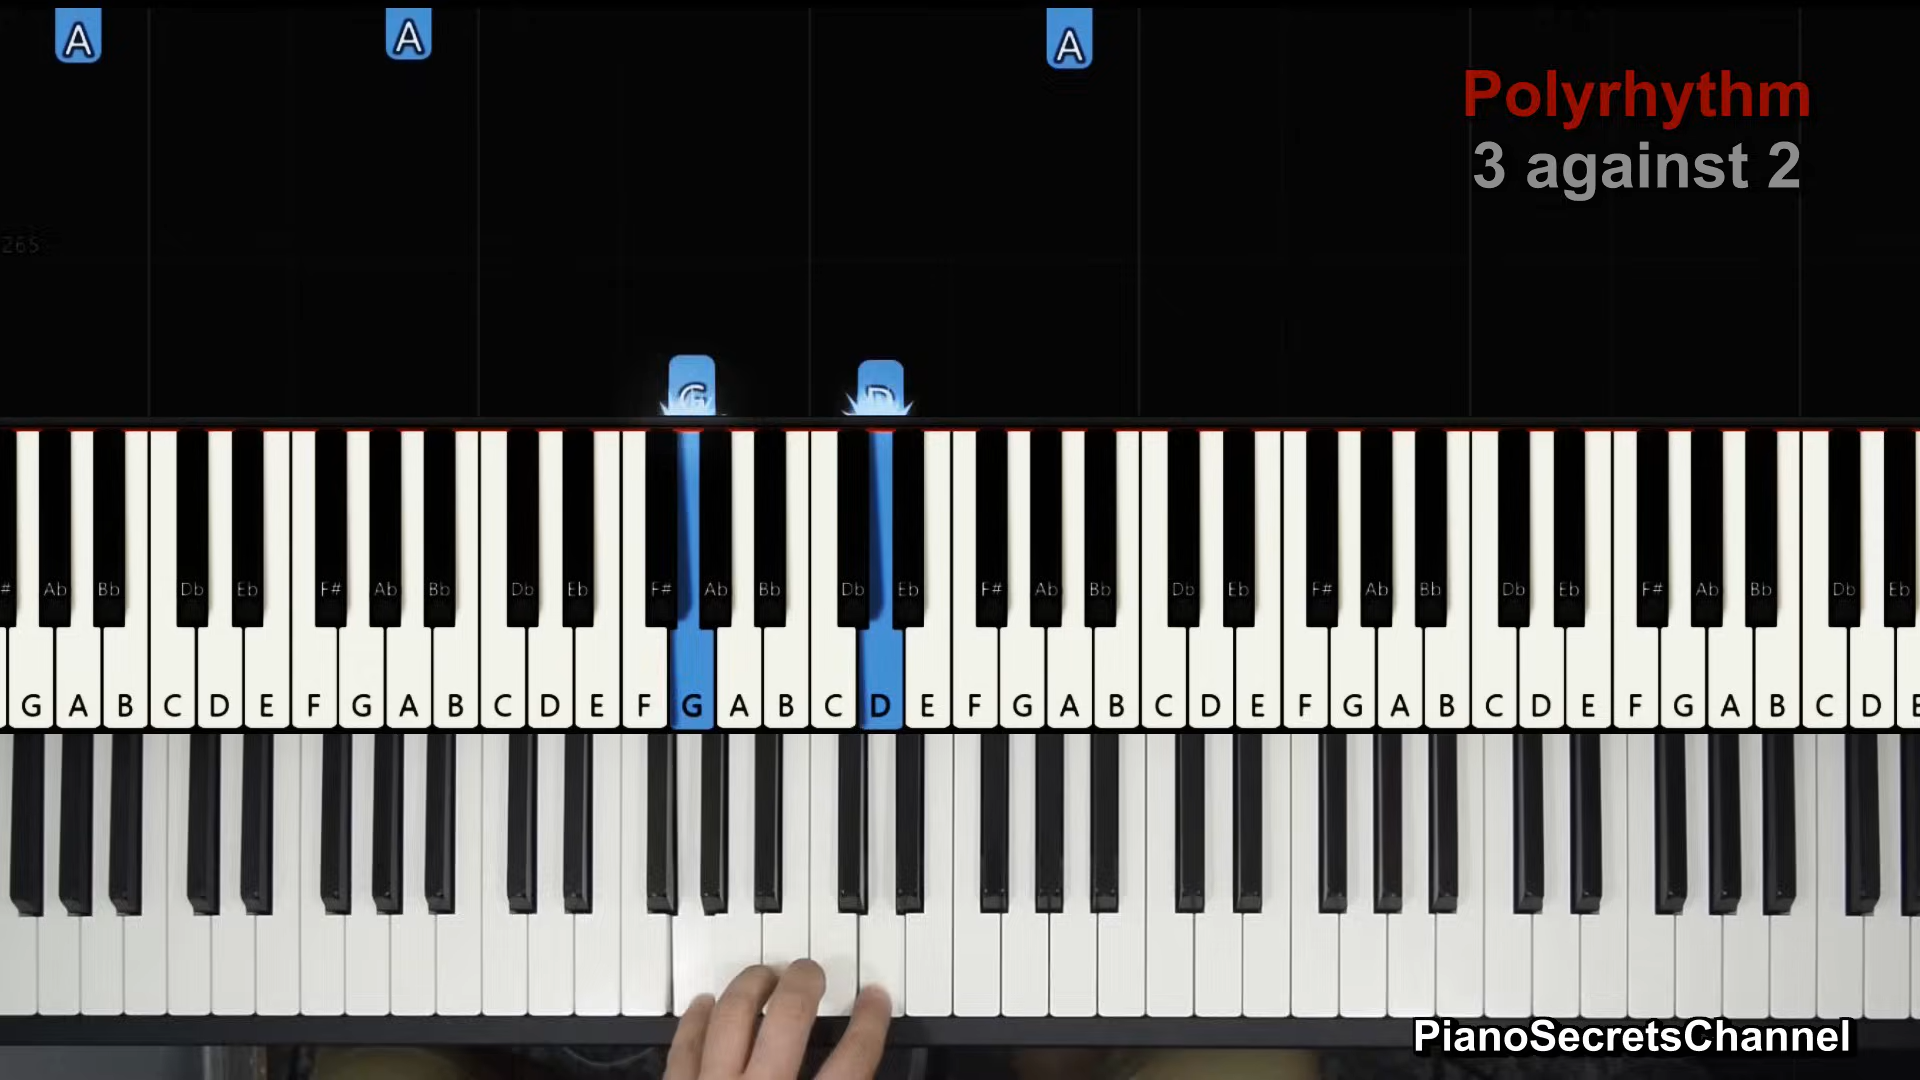 A A A
Polyrhythm
3 against 2
265
G D
# Ab Bb Db Eb F# Ab Bb Db Eb F# Ab Bb Db Eb F# Ab Bb Db Eb F# Ab Bb Db Eb F# Ab Bb Db Eb
G A B C D E F G A B C D E F G A B C D E F G A B C D E F G A B C D E F G A B C D E
PianoSecretsChannel